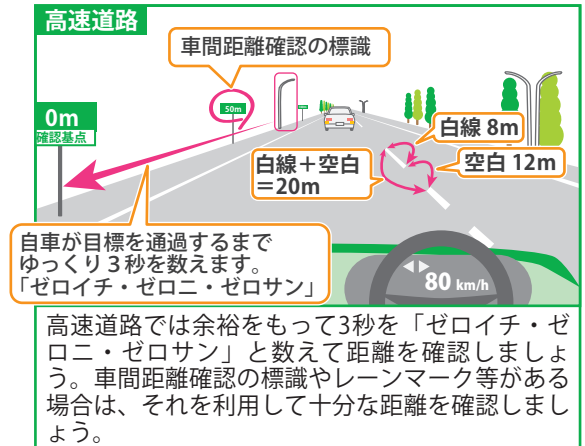 高速道路
車間距離確認の標識
50m
0m
確認基点
白線 8m
空白 12m
白線＋空白
＝20m
自車が目標を通過するまで
ゆっくり３秒を数えます。
「ゼロイチ・ゼロニ・ゼロサン」
80 km/h
高速道路では余裕をもって3秒を「ゼロイチ・ゼ
ロニ・ゼロサン」と数えて距離を確認しましょ
う。車間距離確認の標識やレーンマーク等がある
場合は、それを利用して十分な距離を確認しまし
ょう。